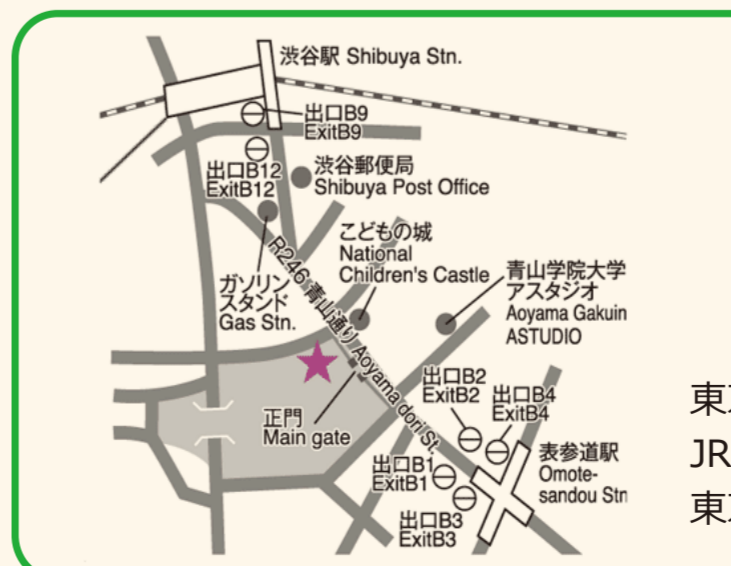 渋谷駅 Shibuya Stn.
出口B9
ExitB9
出口B12
ExitB12
渋谷郵便局
Shibuya Post Office
こどもの城
National
Children's Castle
ガソリン
スタンド
Gas Stn.
R246 青山通り Aoyama dori St.
青山学院大学
アスタジオ
Aoyama Gakuin
ASTUDIO
正門
Main gate
出口B2
ExitB2
出口B4
ExitB4
出口B1
ExitB1
出口B3
ExitB3
表参道駅
Omote-
sandou Stn
東
JR
東